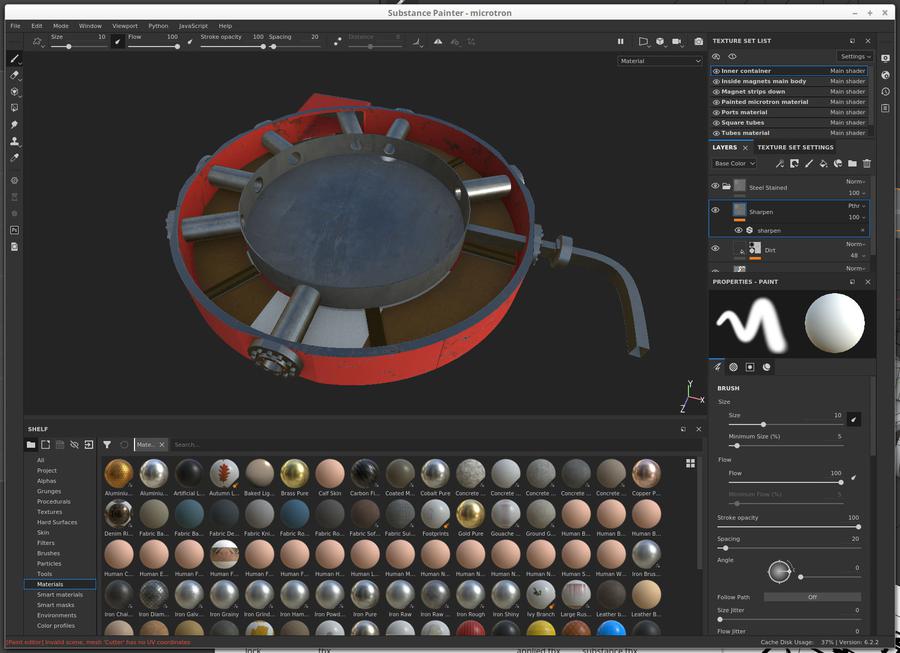 Substance Painter - microtron
File Edit Mode Window Viewport Python JavaScript Help
Size 10 Flow 100 Stroke opacity 100 Spacing 20 Distance 8
Material
TEXTURE SET LIST
Settings
Inner container Main shader
Inside magnets main body Main shader
Magnet strips down Main shader
Painted microtron material Main shader
Ports material Main shader
Square tubes Main shader
Tubes material Main shader
LAYERS TEXTURE SET SETTINGS
Base Color
Steel Stained Norm 100
Sharpen Pthr 100
sharpen
Dirt Norm 48
Norm
PROPERTIES - PAINT
BRUSH
Size
Size 10
Minimum Size (%) 5
Flow
Flow 100
Minimum Flow (%) 5
Stroke opacity 100
Spacing 20
Angle 0
Follow Path Off
Size Jitter 0
Flow Jitter 0
Y
X
Z
SHELF
Mate...
Search...
All
Project
Alphas
Grunges
Procedurals
Textures
Hard Surfaces
Skin
Filters
Brushes
Particles
Tools
Materials
Smart materials
Smart masks
Environments
Color profiles
Aluminiu... Aluminiu... Artificial L... Autumn L... Baked Lig... Brass Pure Calf Skin Carbon Fi... Coated M... Cobalt Pure Concrete ... Concrete ... Concrete ... Concrete ... Concrete ... Copper P...
Denim Ri... Fabric Ba... Fabric Ba... Fabric De... Fabric Kni... Fabric Ro... Fabric Ro... Fabric Sof... Fabric Sui... Footprints Gold Pure Gouache ... Ground G... Human B... Human B... Human B...
Human C... Human E... Human F... Human F... Human F... Human H... Human H... Human L... Human N... Human N... Human N... Human N... Human N... Human S... Human W... Iron Brus...
Iron Chai... Iron Diam... Iron Galv... Iron Grainy Iron Grind... Iron Ham... Iron Powd... Iron Pure Iron Raw Iron Raw Iron Rough Iron Shiny Ivy Branch Large Rus... Leather b... Leather B...
[Paint editor] Invalid scene, mesh 'Cutter' has no UV coordinates
Cache Disk Usage: 37% | Version: 6.2.2
lock
fbx
applied.fbx
substance.fbx